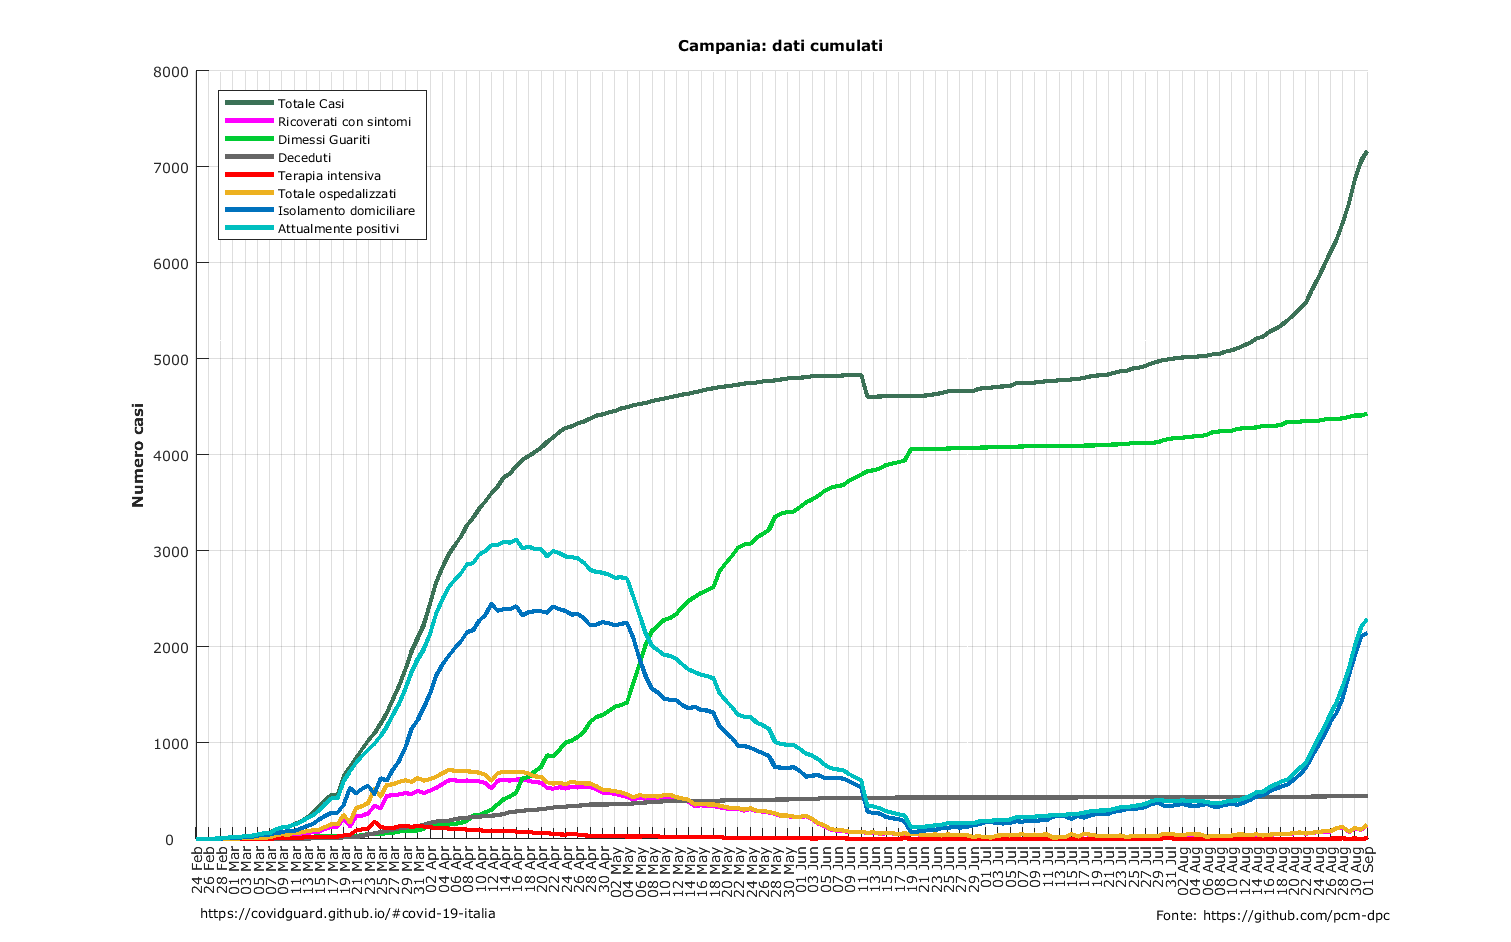 Campania: dati cumulati
8000
7000
6000
5000
4000
3000
2000
1000
0
Numero casi
Totale Casi
Ricoverati con sintomi
Dimessi Guariti
Deceduti
Terapia intensiva
Totale ospedalizzati
Isolamento domiciliare
Attualmente positivi
24 Feb
26 Feb
28 Feb
01 Mar
03 Mar
05 Mar
07 Mar
09 Mar
11 Mar
13 Mar
15 Mar
17 Mar
19 Mar
21 Mar
23 Mar
25 Mar
27 Mar
29 Mar
31 Mar
02 Apr
04 Apr
06 Apr
08 Apr
10 Apr
12 Apr
14 Apr
16 Apr
18 Apr
20 Apr
22 Apr
24 Apr
26 Apr
28 Apr
30 Apr
02 May
04 May
06 May
08 May
10 May
12 May
14 May
16 May
18 May
20 May
22 May
24 May
26 May
28 May
30 May
01 Jun
03 Jun
05 Jun
07 Jun
09 Jun
11 Jun
13 Jun
15 Jun
17 Jun
19 Jun
21 Jun
23 Jun
25 Jun
27 Jun
29 Jun
01 Jul
03 Jul
05 Jul
07 Jul
09 Jul
11 Jul
13 Jul
15 Jul
17 Jul
19 Jul
21 Jul
23 Jul
25 Jul
27 Jul
29 Jul
31 Jul
02 Aug
04 Aug
06 Aug
08 Aug
10 Aug
12 Aug
14 Aug
16 Aug
18 Aug
20 Aug
22 Aug
24 Aug
26 Aug
28 Aug
30 Aug
01 Sep
https://covidguard.github.io/#covid-19-italia
Fonte: https://github.com/pcm-dpc